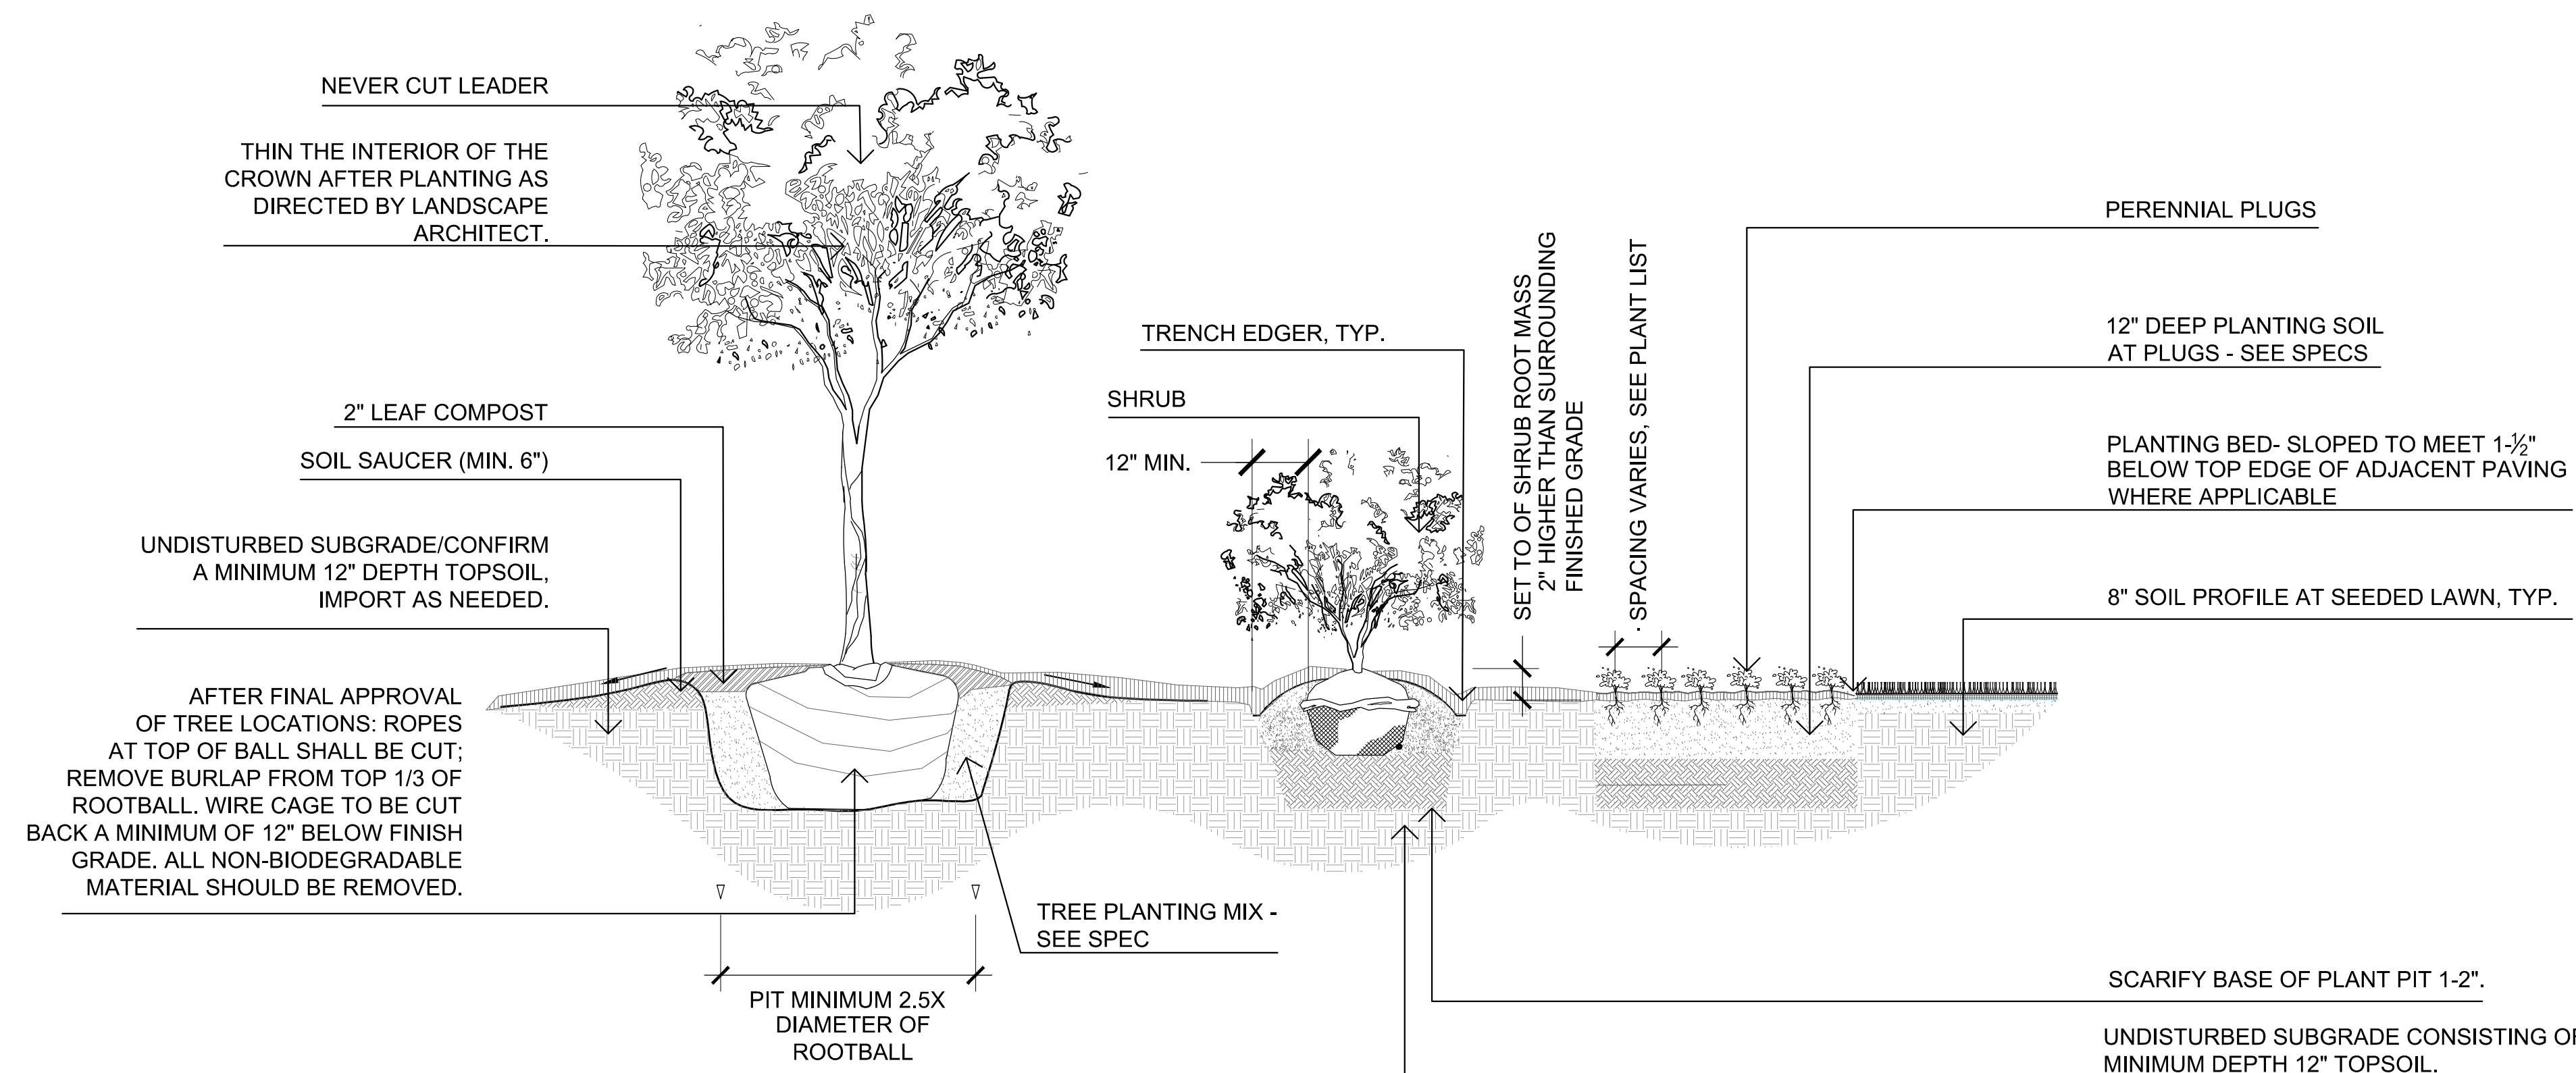 NEVER CUT LEADER
THIN THE INTERIOR OF THE
CROWN AFTER PLANTING AS
DIRECTED BY LANDSCAPE
ARCHITECT.
2" LEAF COMPOST
SOIL SAUCER (MIN. 6")
UNDISTURBED SUBGRADE/CONFIRM
A MINIMUM 12" DEPTH TOPSOIL,
IMPORT AS NEEDED.
AFTER FINAL APPROVAL
OF TREE LOCATIONS: ROPES
AT TOP OF BALL SHALL BE CUT;
REMOVE BURLAP FROM TOP 1/3 OF
ROOTBALL. WIRE CAGE TO BE CUT
BACK A MINIMUM OF 12" BELOW FINISH
GRADE. ALL NON-BIODEGRADABLE
MATERIAL SHOULD BE REMOVED.
PIT MINIMUM 2.5X
DIAMETER OF
ROOTBALL
TREE PLANTING MIX -
SEE SPEC
TRENCH EDGER, TYP.
SHRUB
12" MIN.
SET TO OF SHRUB ROOT MASS
2" HIGHER THAN SURROUNDING
FINISHED GRADE
. SPACING VARIES, SEE PLANT LIST
PERENNIAL PLUGS
12" DEEP PLANTING SOIL
AT PLUGS - SEE SPECS
PLANTING BED- SLOPED TO MEET 1-½"
BELOW TOP EDGE OF ADJACENT PAVING
WHERE APPLICABLE
8" SOIL PROFILE AT SEEDED LAWN, TYP.
SCARIFY BASE OF PLANT PIT 1-2".
UNDISTURBED SUBGRADE CONSISTING OF
MINIMUM DEPTH 12" TOPSOIL.